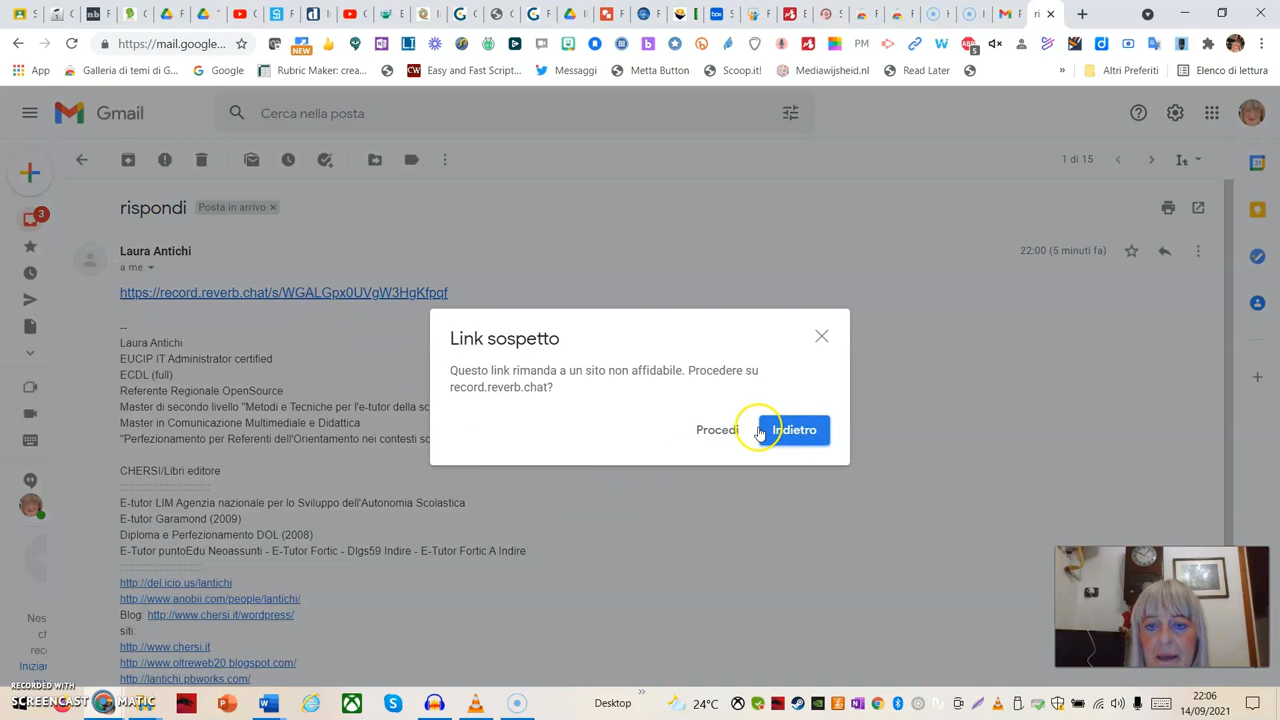 https://mail.google...
App
Galleria di temi di G...
Google
Rubric Maker: crea...
Easy and Fast Script...
Messaggi
Metta Button
Scoop.it!
Mediawijsheid.nl
Read Later
»
Altri Preferiti
Elenco di lettura
NEW
PM
5
Gmail
Cerca nella posta
1 di 15
3
rispondi
Posta in arrivo ×
Laura Antichi
22:00 (5 minuti fa)
a me
https://record.reverb.chat/s/WGALGpx0UVgW3HgKfpqf
Link sospetto
Questo link rimanda a un sito non affidabile. Procedere su
record.reverb.chat?
Procedi
Indietro
--
Laura Antichi
EUCIP IT Administrator certified
ECDL (full)
Referente Regionale OpenSource
Master di secondo livello "Metodi e Tecniche per l'e-tutor della s
Master in Comunicazione Multimediale e Didattica
"Perfezionamento per Referenti dell'Orientamento nei contesti sc
CHERSI/Libri editore
E-tutor LIM Agenzia nazionale per lo Sviluppo dell'Autonomia Scolastica
E-tutor Garamond (2009)
Diploma e Perfezionamento DOL (2008)
E-Tutor puntoEdu Neoassunti - E-Tutor Fortic - Dlgs59 Indire - E-Tutor Fortic A Indire
http://del.icio.us/lantichi
http://www.anobii.com/people/lantichi/
Blog: http://www.chersi.it/wordpress/
siti:
http://www.chersi.it
http://www.oltreweb20.blogspot.com/
http://lantichi.pbworks.com/
Nes
ch
rece
Iniziar
RECORDED WITH
SCREENCAST MATIC
Desktop
24°C
22:06
14/09/2021